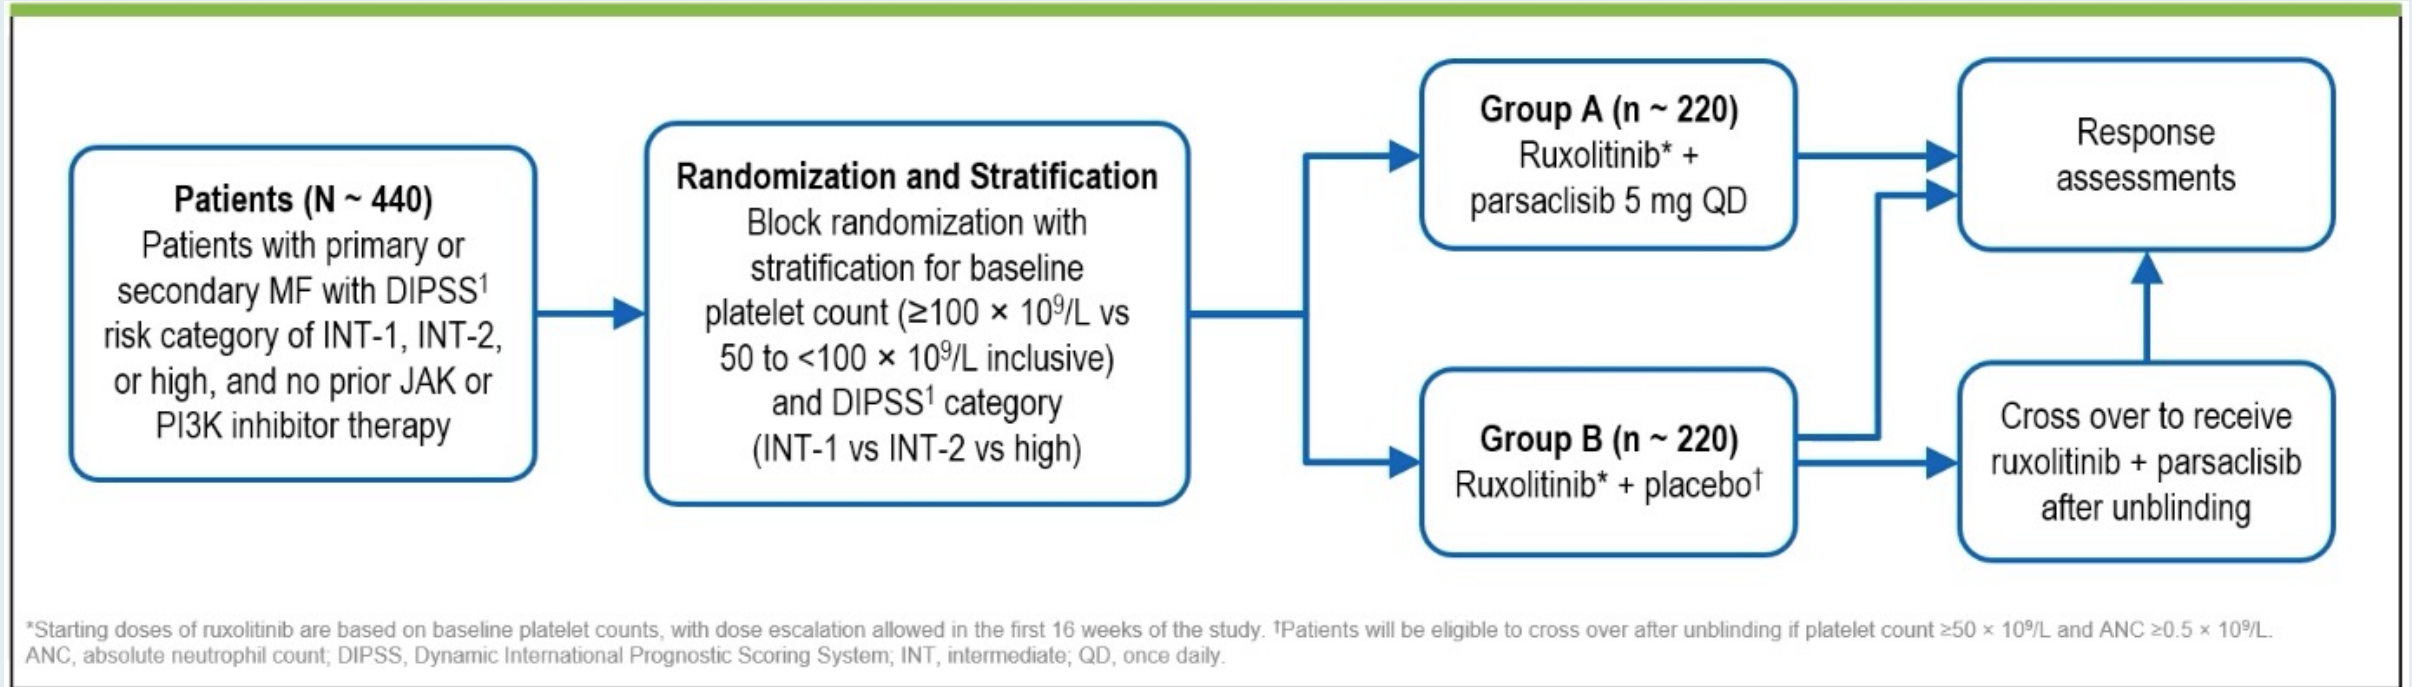 Patients (N ~ 440)
Patients with primary or
secondary MF with DIPSS¹
risk category of INT-1, INT-2,
or high, and no prior JAK or
PI3K inhibitor therapy
Randomization and Stratification
Block randomization with
stratification for baseline
platelet count (≥100 × 10⁹/L vs
50 to <100 × 10⁹/L inclusive)
and DIPSS¹ category
(INT-1 vs INT-2 vs high)
Group A (n ~ 220)
Ruxolitinib* +
parsaclisib 5 mg QD
Group B (n ~ 220)
Ruxolitinib* + placebo†
Response
assessments
Cross over to receive
ruxolitinib + parsaclisib
after unblinding
*Starting doses of ruxolitinib are based on baseline platelet counts, with dose escalation allowed in the first 16 weeks of the study. †Patients will be eligible to cross over after unblinding if platelet count ≥50 × 10⁹/L and ANC ≥0.5 × 10⁹/L.
ANC, absolute neutrophil count; DIPSS, Dynamic International Prognostic Scoring System; INT, intermediate; QD, once daily.